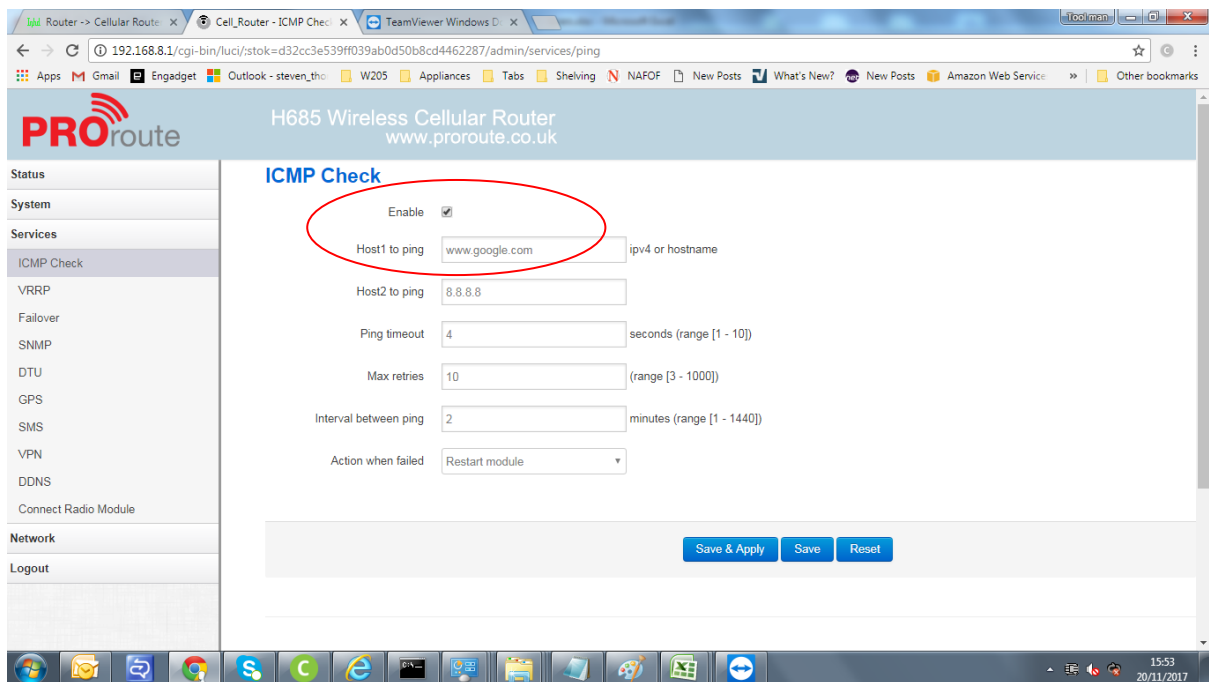 Router -> Cellular Route
Cell_Router - ICMP Chec
TeamViewer Windows D
Tool man
192.168.8.1/cgi-bin/luci/;stok=d32cc3e539ff039ab0d50b8cd4462287/admin/services/ping
Apps M Gmail Engadget Outlook - steven_tho W205 Appliances Tabs Shelving N NAFOF New Posts What's New? New Posts Amazon Web Service » Other bookmarks
PROroute
H685 Wireless Cellular Router
www.proroute.co.uk
Status
System
Services
ICMP Check
VRRP
Failover
SNMP
DTU
GPS
SMS
VPN
DDNS
Connect Radio Module
Network
Logout
ICMP Check
Enable
Host1 to ping www.google.com ipv4 or hostname
Host2 to ping 8.8.8.8
Ping timeout 4 seconds (range [1 - 10])
Max retries 10 (range [3 - 1000])
Interval between ping 2 minutes (range [1 - 1440])
Action when failed Restart module
Save & Apply Save Reset
15:53
20/11/2017